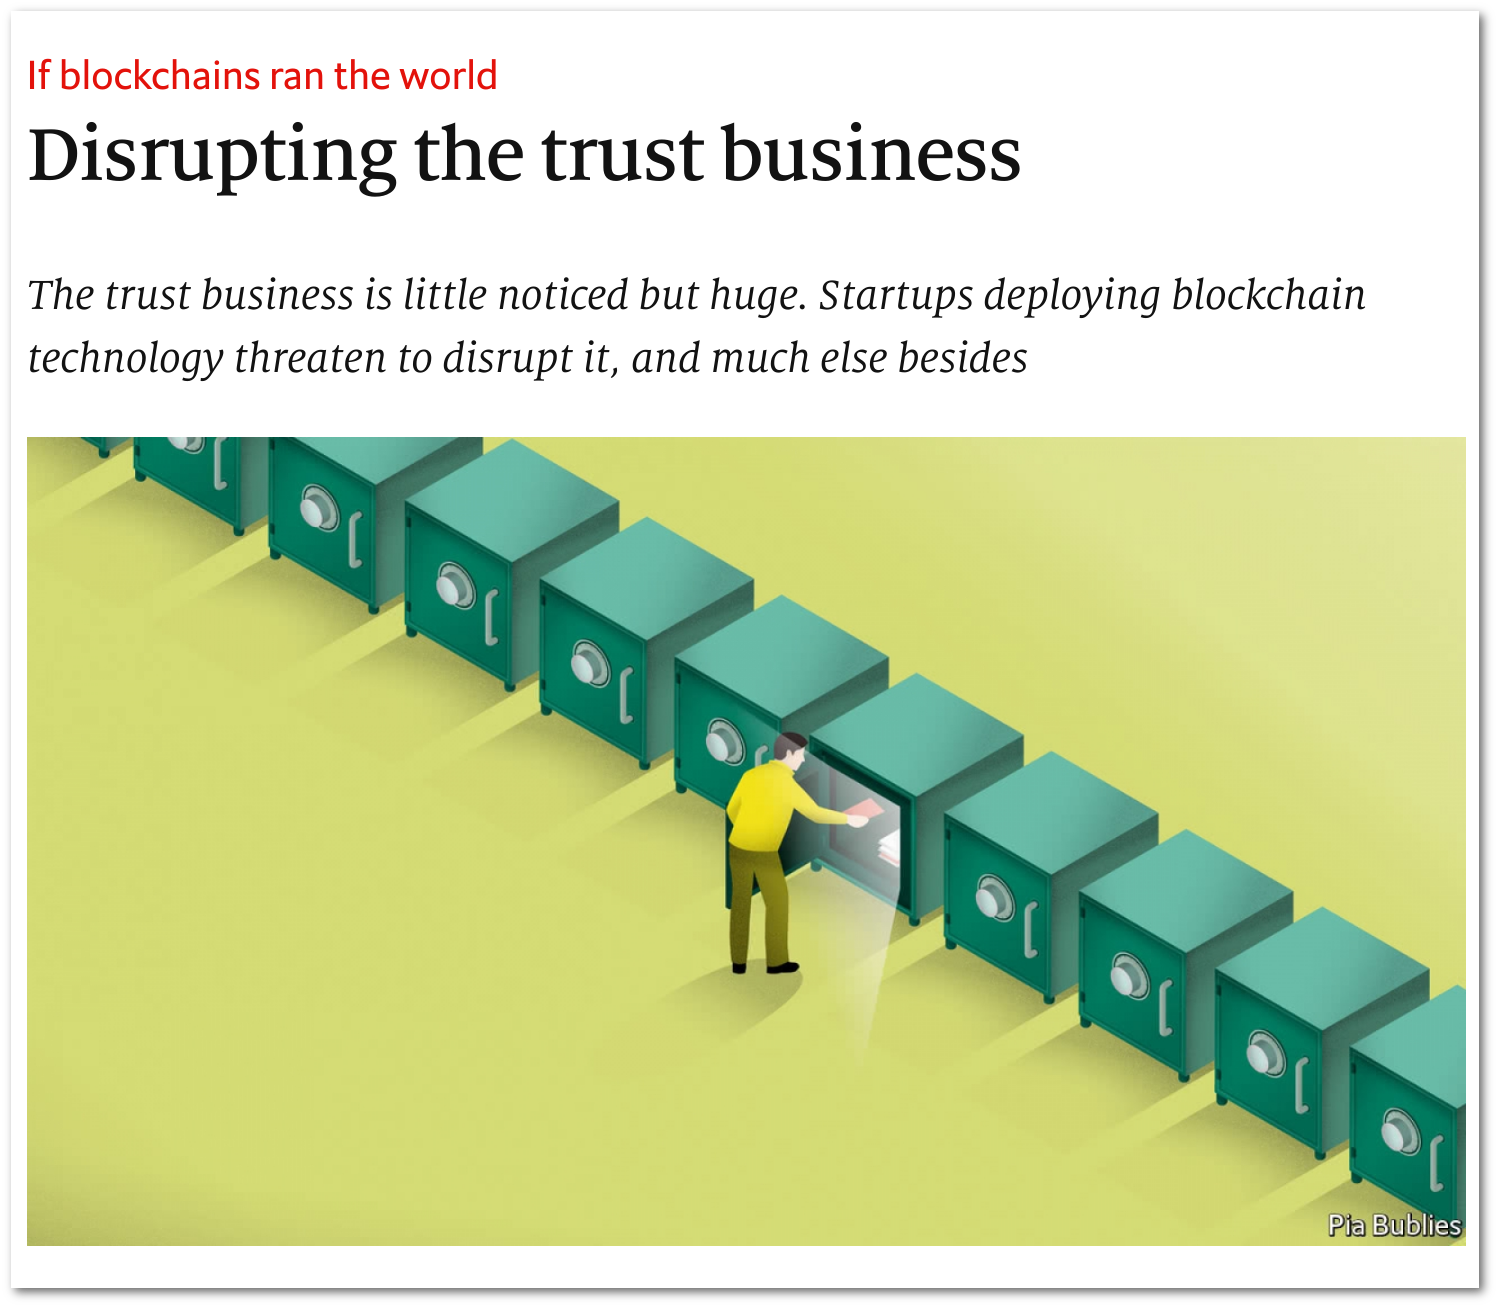 If blockchains ran the world
Disrupting the trust business
The trust business is little noticed but huge. Startups deploying blockchain
technology threaten to disrupt it, and much else besides
Pia Bublies